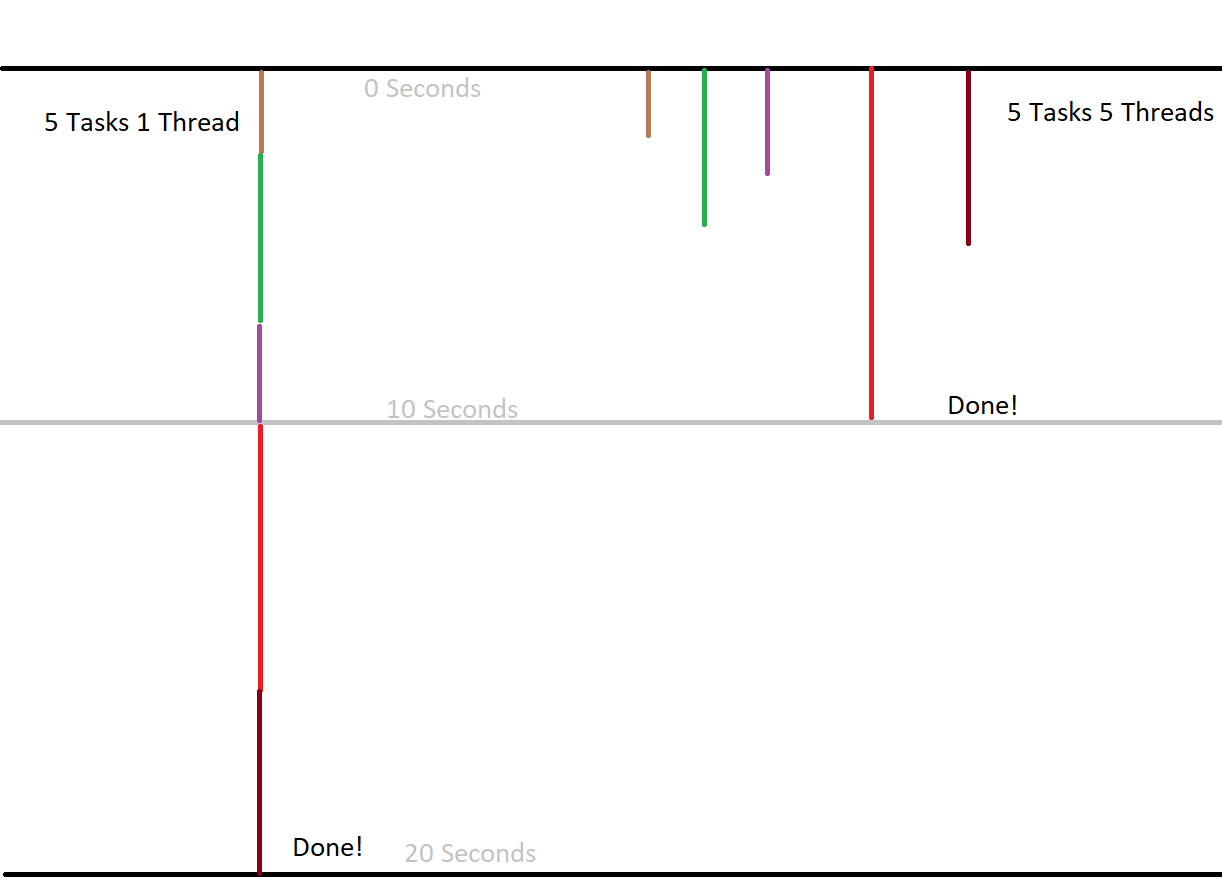 0 Seconds
5 Tasks 1 Thread
5 Tasks 5 Threads
10 Seconds
Done!
Done!
20 Seconds